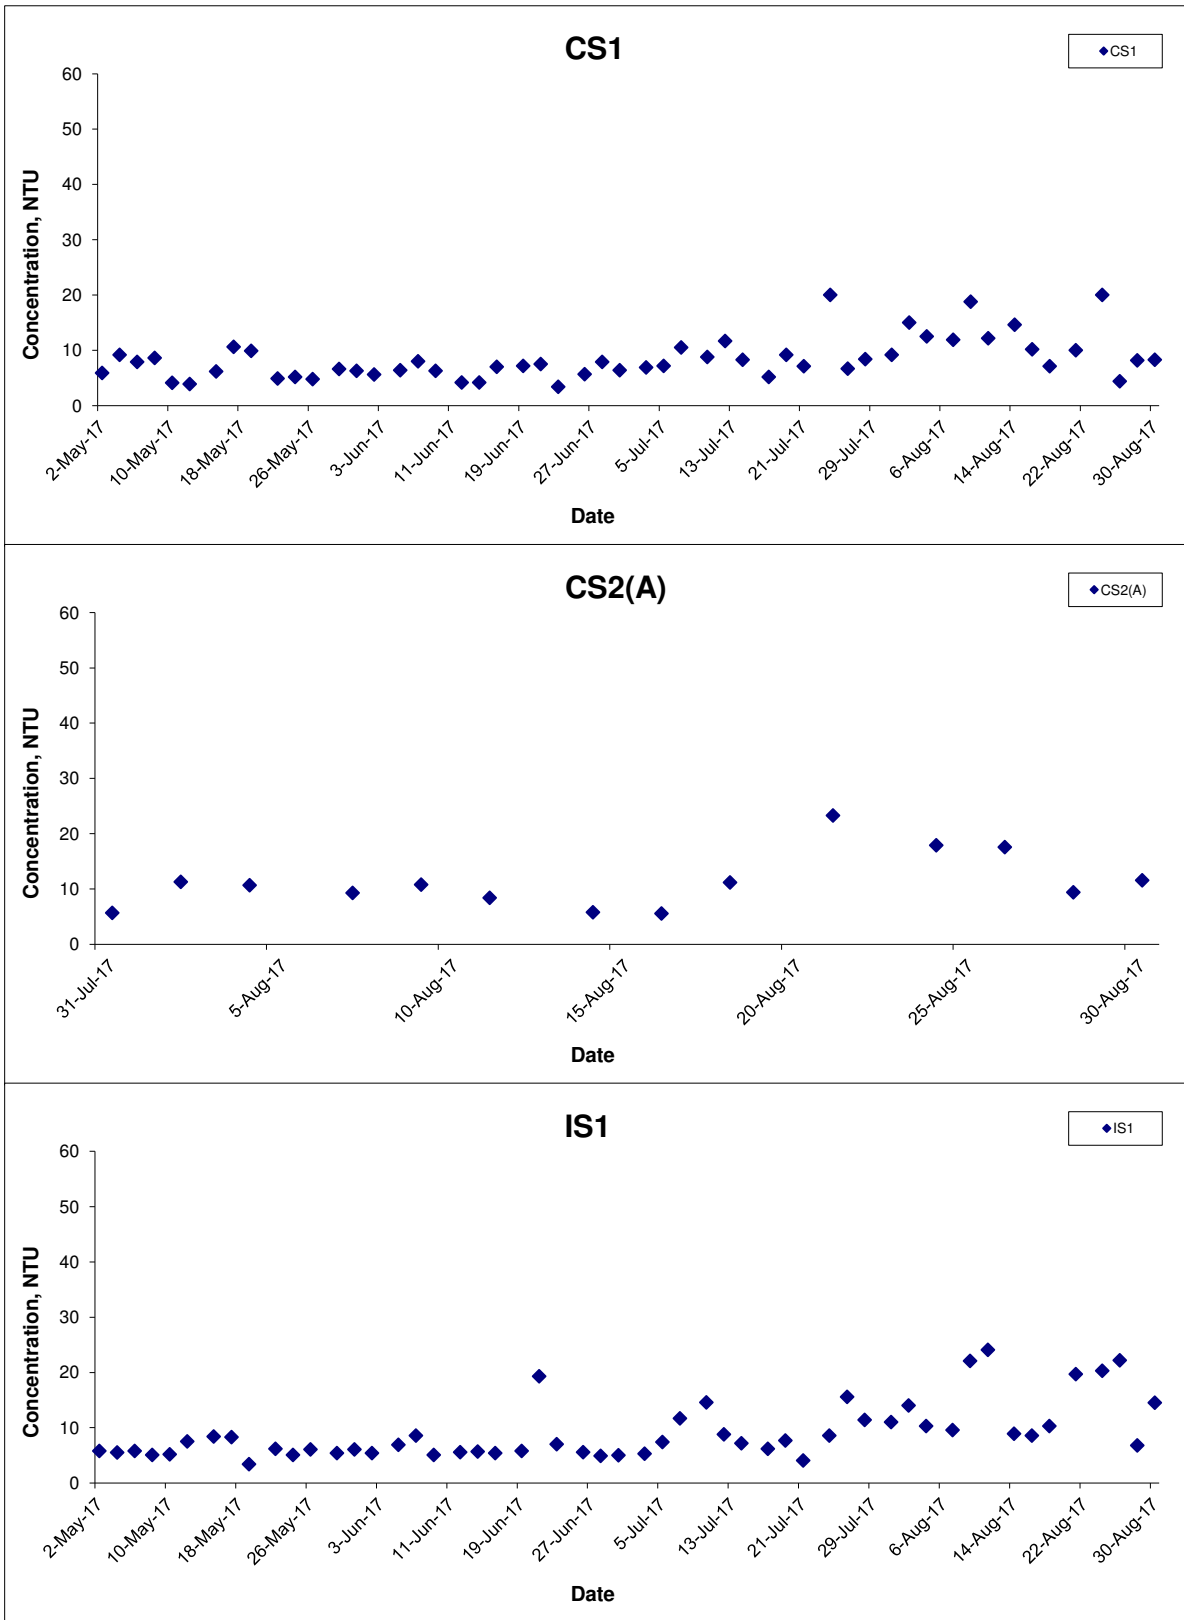 CS1
CS1
60
50
40
30
20
10
0
Concentration, NTU
2-May-17
10-May-17
18-May-17
26-May-17
3-Jun-17
11-Jun-17
19-Jun-17
27-Jun-17
5-Jul-17
13-Jul-17
21-Jul-17
29-Jul-17
6-Aug-17
14-Aug-17
22-Aug-17
30-Aug-17
Date
CS2(A)
CS2(A)
60
50
40
30
20
10
0
Concentration, NTU
31-Jul-17
5-Aug-17
10-Aug-17
15-Aug-17
20-Aug-17
25-Aug-17
30-Aug-17
Date
IS1
IS1
60
50
40
30
20
10
0
Concentration, NTU
2-May-17
10-May-17
18-May-17
26-May-17
3-Jun-17
11-Jun-17
19-Jun-17
27-Jun-17
5-Jul-17
13-Jul-17
21-Jul-17
29-Jul-17
6-Aug-17
14-Aug-17
22-Aug-17
30-Aug-17
Date